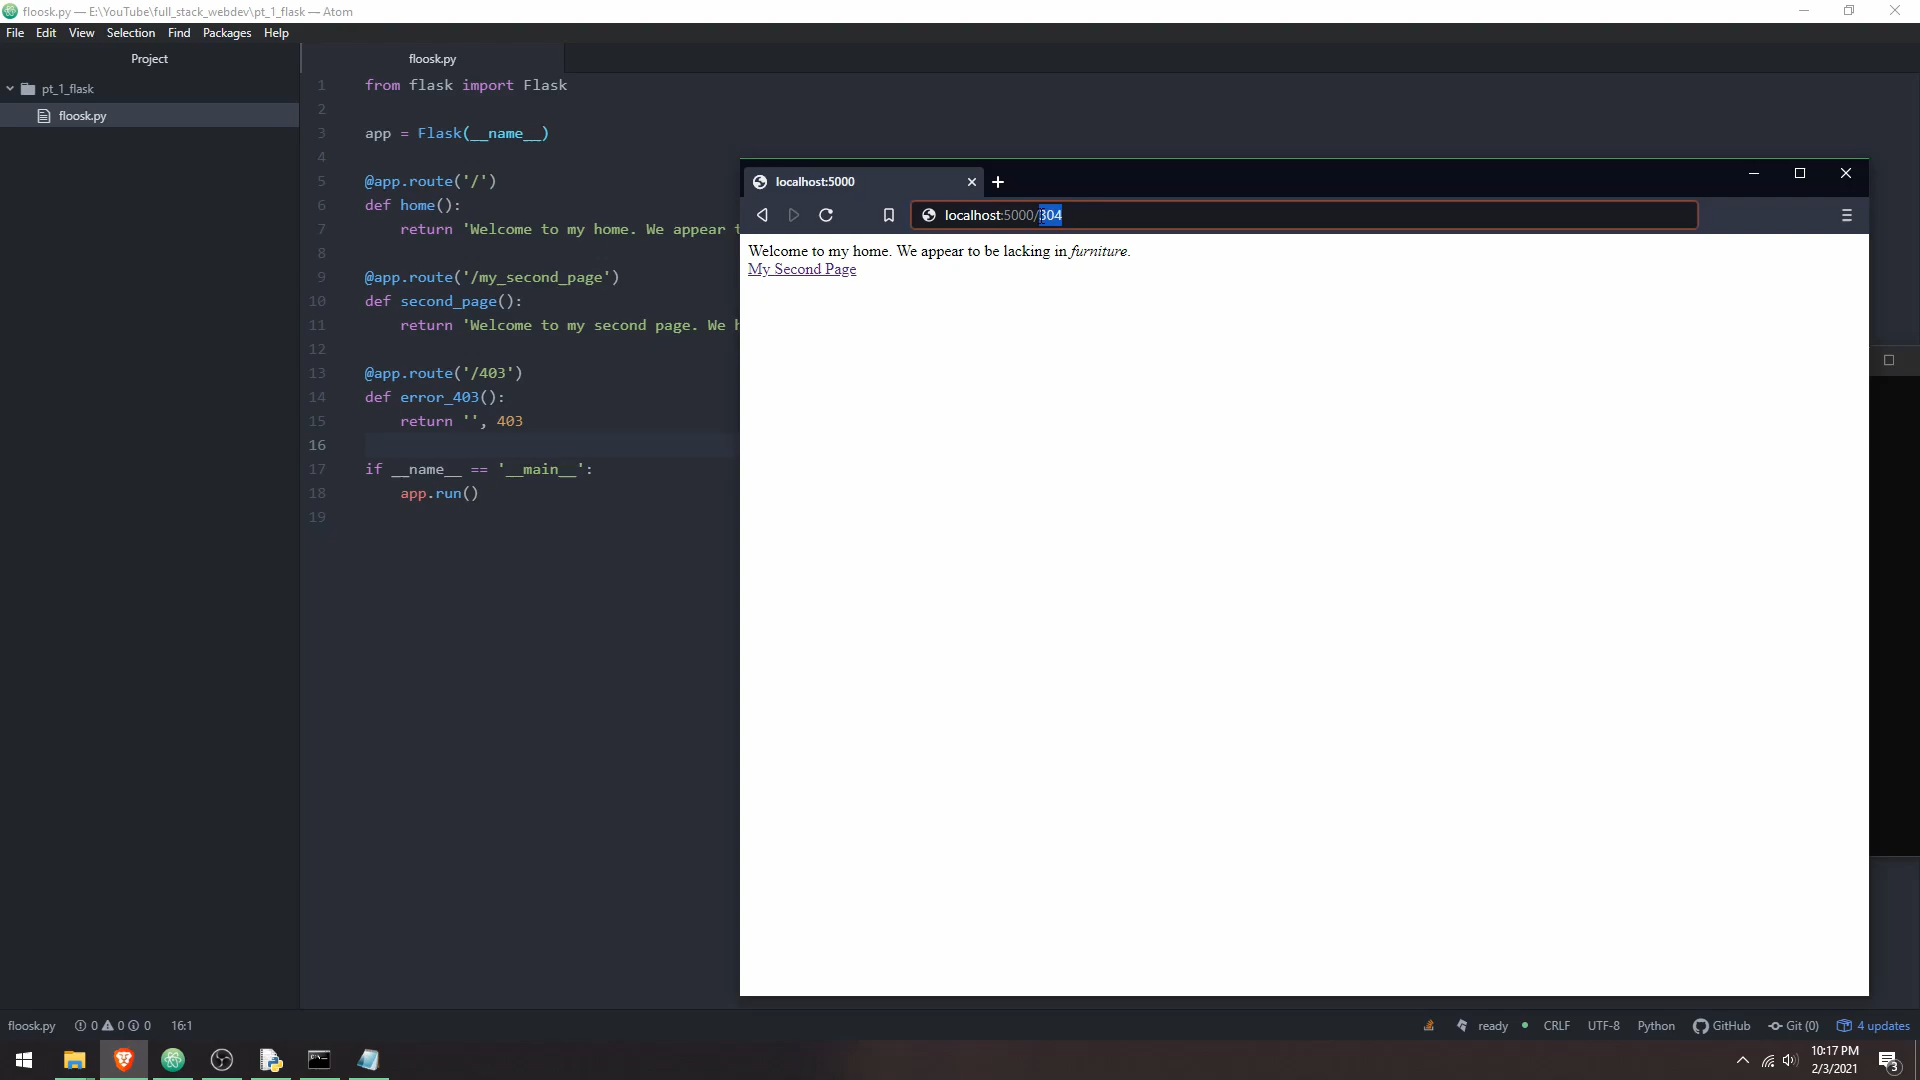 floosk.py — E:\YouTube\full_stack_webdev\pt_1_flask — Atom
File Edit View Selection Find Packages Help
Project
pt_1_flask
floosk.py
floosk.py
1 from flask import Flask
2
3 app = Flask(__name__)
4
5 @app.route('/')
6 def home():
7 return 'Welcome to my home. We appear t
8
9 @app.route('/my_second_page')
10 def second_page():
11 return 'Welcome to my second page. We h
12
13 @app.route('/403')
14 def error_403():
15 return '', 403
16
17 if __name__ == '__main__':
18 app.run()
19
localhost:5000
localhost:5000/304
Welcome to my home. We appear to be lacking in furniture.
My Second Page
floosk.py 0 0 0 16:1
ready CRLF UTF-8 Python GitHub Git (0) 4 updates
10:17 PM
2/3/2021
3